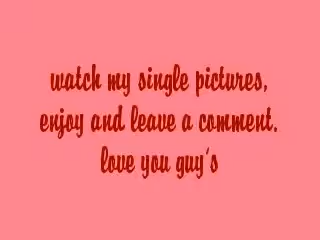 watch my single pictures,
enjoy and leave a comment.
love you guy's